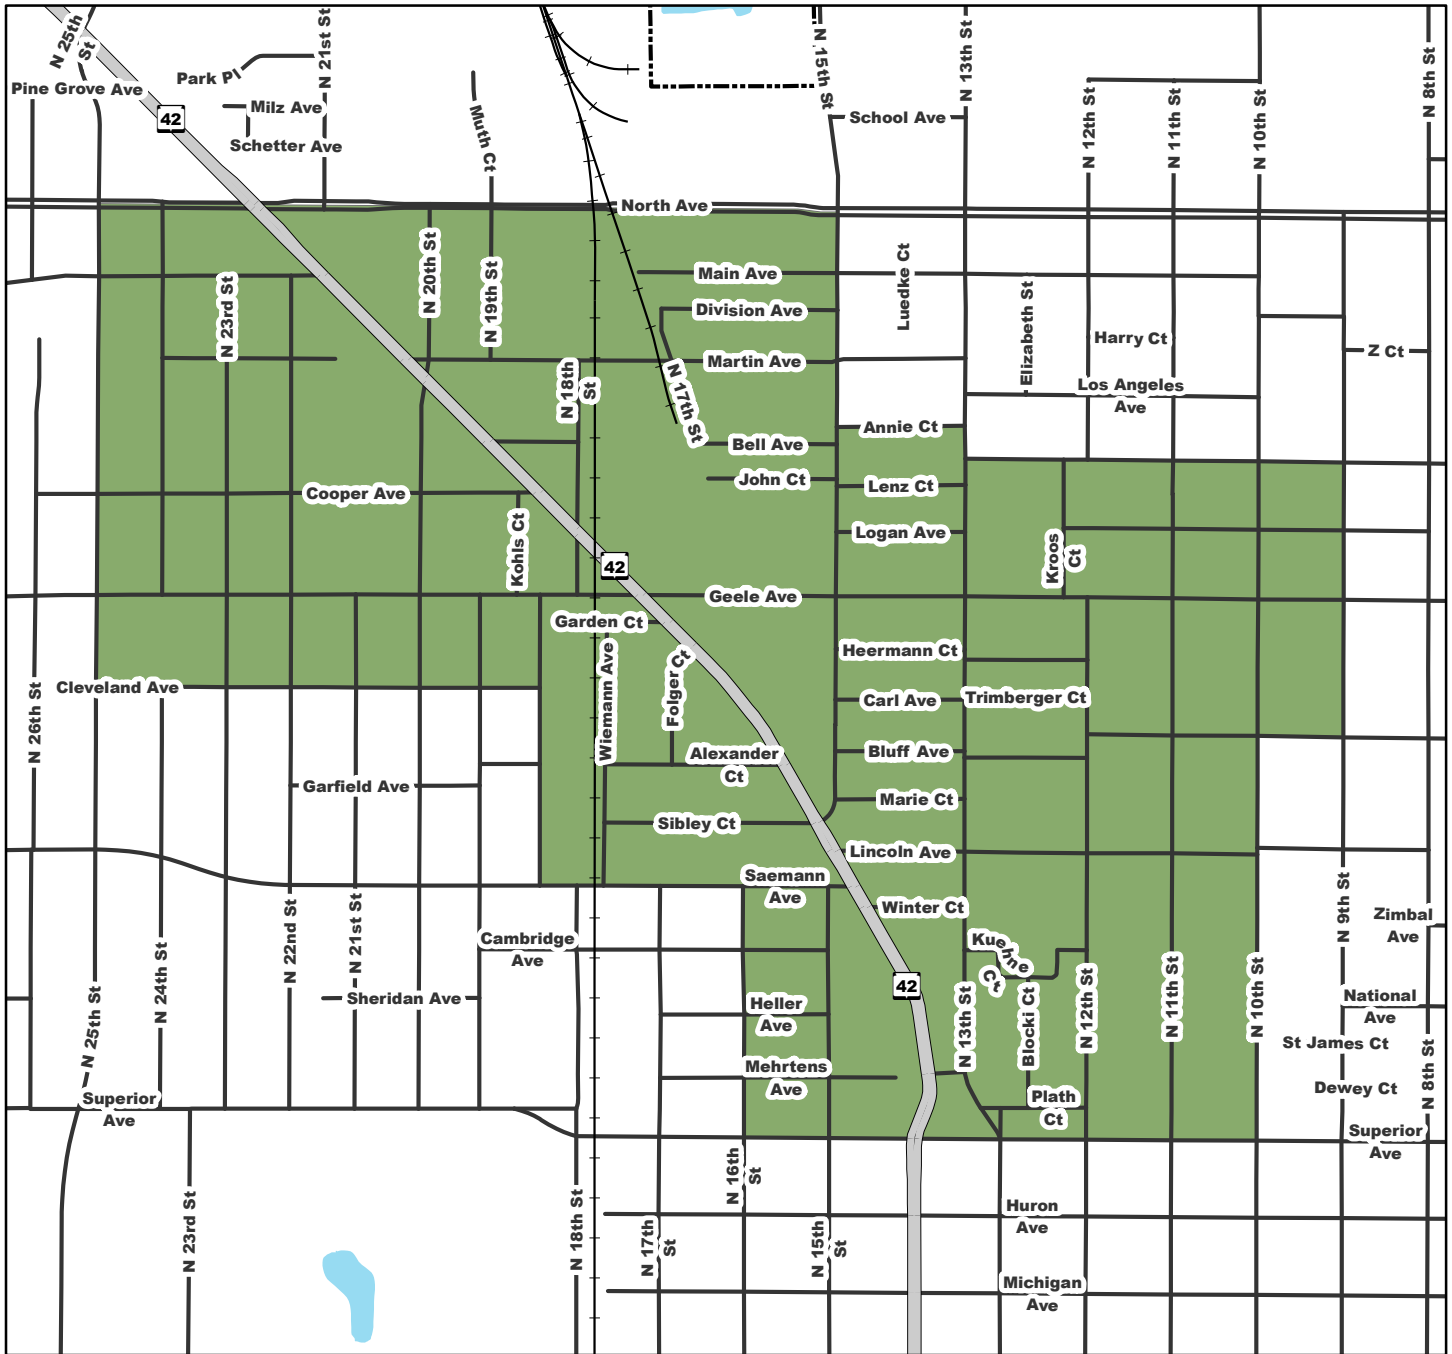 N 25th
St
N 21st St
N 15th St
N 13th St
N 8th St
Park Pl
Pine Grove Ave
Milz Ave
42
Schetter Ave
Muth Ct
School Ave
N 12th St
N 11th St
N 10th St
North Ave
N 23rd St
N 20th St
N 19th St
Main Ave
Luedke Ct
Division Ave
Elizabeth St
Harry Ct
Z Ct
Martin Ave
N 18th
St
N 17th St
Los Angeles
Ave
Annie Ct
Bell Ave
John Ct
Lenz Ct
Cooper Ave
Kohls Ct
Logan Ave
Kroos
Ct
42
Geele Ave
Garden Ct
Wiemann Ave
Folger Ct
Heermann Ct
Cleveland Ave
N 26th St
Carl Ave
Trimberger Ct
Alexander
Ct
Bluff Ave
Garfield Ave
Marie Ct
Sibley Ct
Lincoln Ave
Saemann
Ave
N 9th St
Winter Ct
Zimbal
Ave
N 22nd St
N 21st St
Cambridge
Ave
Kuehne
Ct
N 24th St
N 25th St
Sheridan Ave
42
Heller
Ave
N 13th St
Blocki Ct
N 12th St
N 11th St
N 10th St
National
Ave
St James Ct
Mehrtens
Ave
Dewey Ct
N 8th St
Superior
Ave
Plath
Ct
Superior
Ave
N 23rd St
N 18th St
N 17th
St
N 16th
St
N 15th
St
Huron
Ave
Michigan
Ave